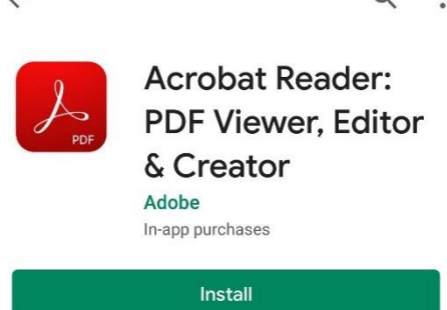 PDF
Acrobat Reader:
PDF Viewer, Editor
& Creator
Adobe
In-app purchases
Install